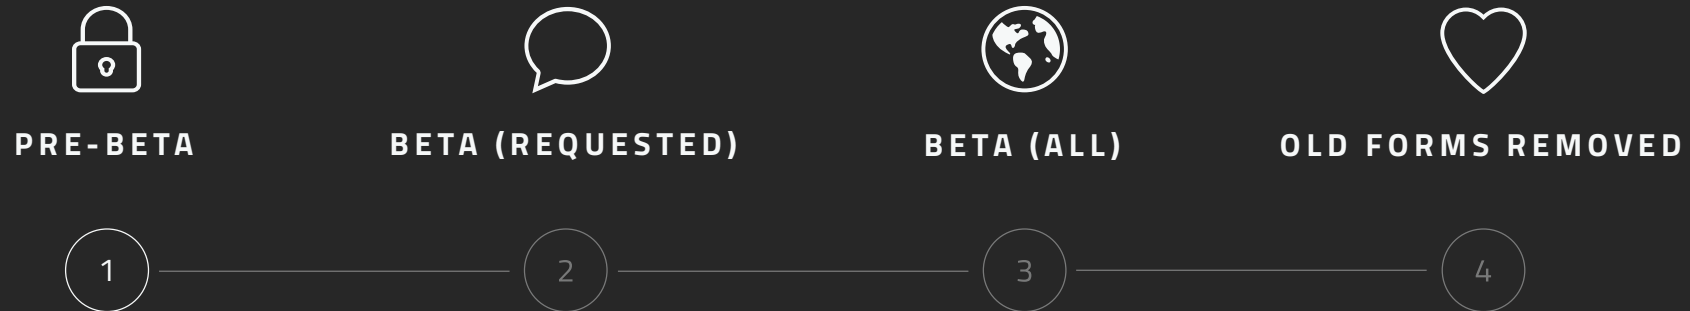 PRE-BETA
BETA (REQUESTED)
BETA (ALL)
OLD FORMS REMOVED
1
2
3
4